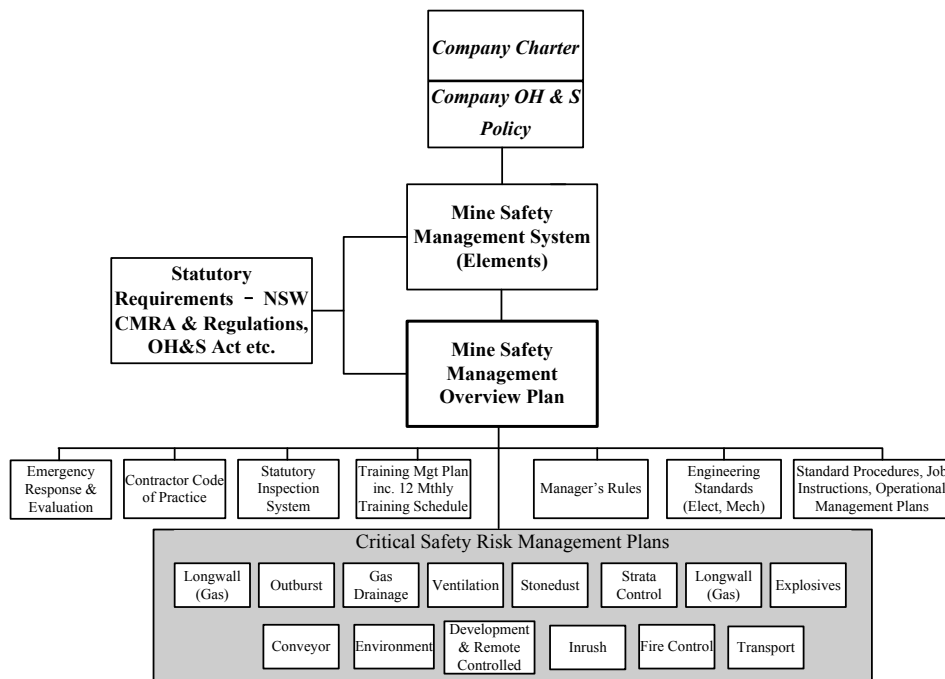 Company Charter
Company OH & S
Policy
Mine Safety
Management System
(Elements)
Statutory
Requirements – NSW
CMRA & Regulations,
OH&S Act etc.
Mine Safety
Management
Overview Plan
Emergency
Response &
Evaluation
Contractor Code
of Practice
Statutory
Inspection
System
Training Mgt Plan
inc. 12 Mthly
Training Schedule
Manager's Rules
Engineering
Standards
(Elect, Mech)
Standard Procedures, Job
Instructions, Operational
Management Plans
Critical Safety Risk Management Plans
Longwall
(Gas)
Outburst
Gas
Drainage
Ventilation
Stonedust
Strata
Control
Longwall
(Gas)
Explosives
Conveyor
Environment
Development
& Remote
Controlled
Inrush
Fire Control
Transport